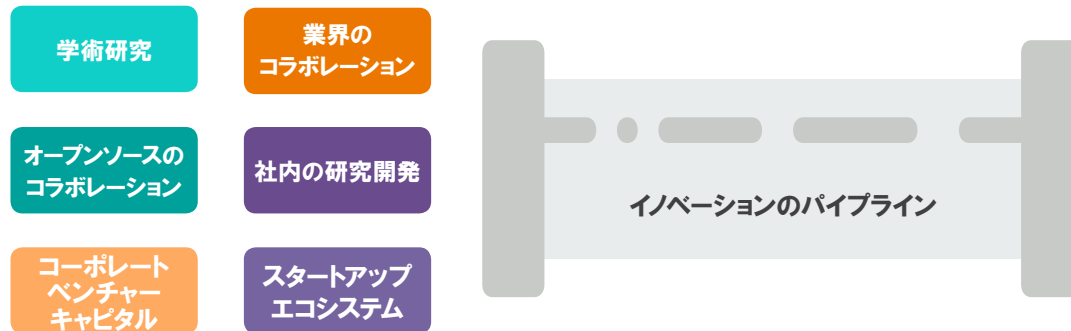 学術研究
業界の
コラボレーション
オープンソースの
コラボレーション
社内の研究開発
イノベーションのパイプライン
コーポレート
ベンチャー
キャピタル
スタートアップ
エコシステム